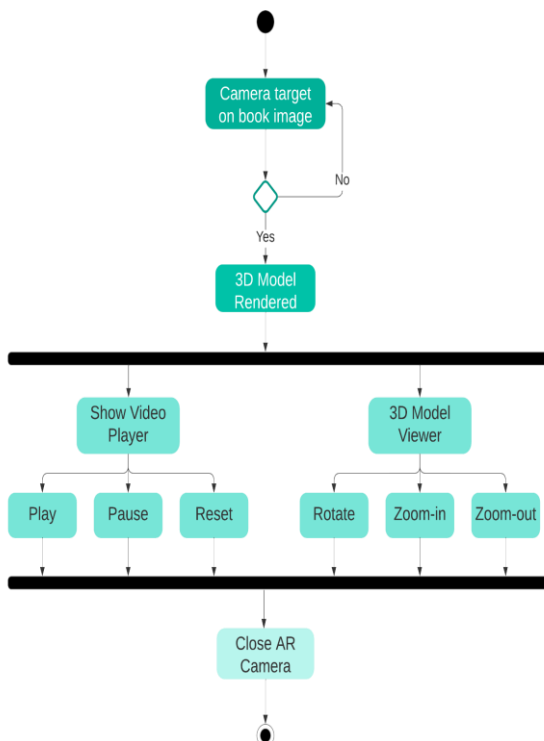 Camera target
on book image
No
Yes
3D Model
Rendered
Show Video
Player
3D Model
Viewer
Play
Pause
Reset
Rotate
Zoom-in
Zoom-out
Close AR
Camera